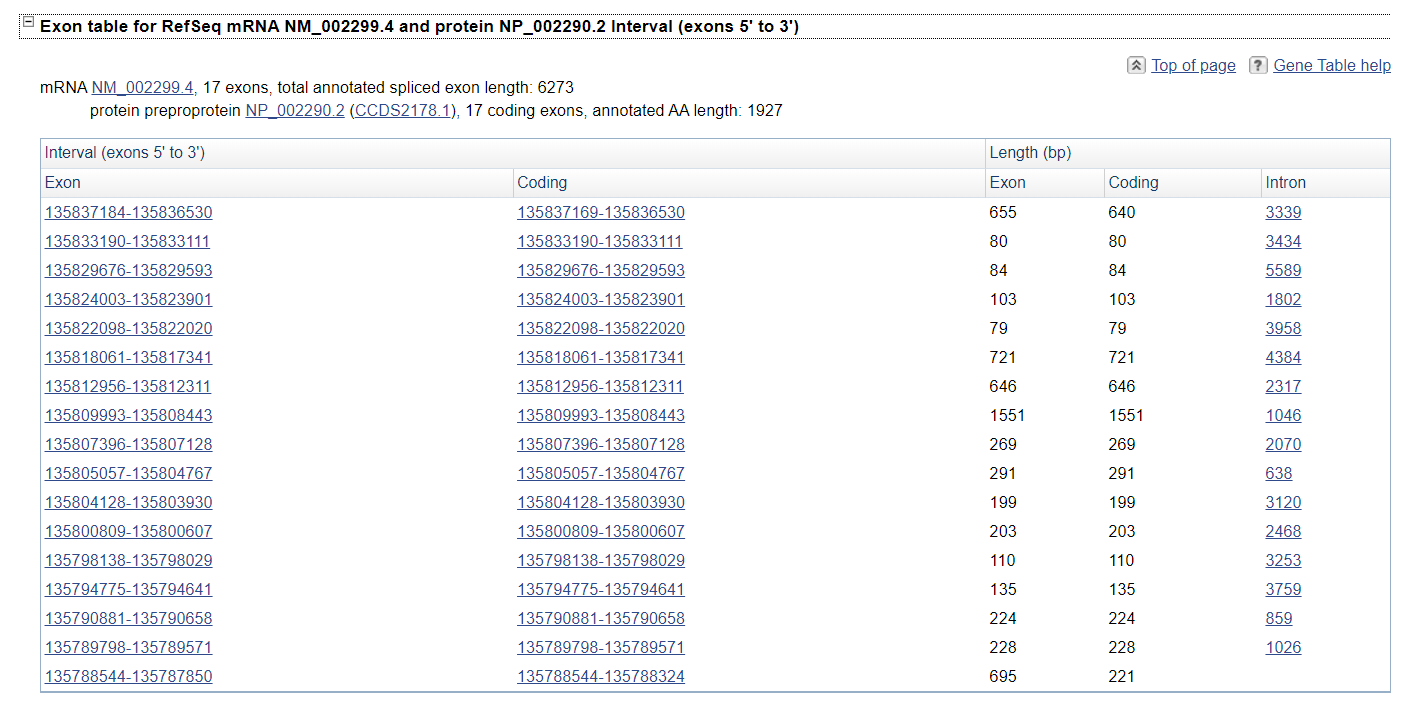 Exon table for RefSeq mRNA NM_002299.4 and protein NP_002290.2 Interval (exons 5' to 3')
Top of page ? Gene Table help
mRNA NM_002299.4, 17 exons, total annotated spliced exon length: 6273
protein preproprotein NP_002290.2 (CCDS2178.1), 17 coding exons, annotated AA length: 1927
Interval (exons 5' to 3') Length (bp)
Exon Coding Exon Coding Intron
135837184-135836530 135837169-135836530 655 640 3339
135833190-135833111 135833190-135833111 80 80 3434
135829676-135829593 135829676-135829593 84 84 5589
135824003-135823901 135824003-135823901 103 103 1802
135822098-135822020 135822098-135822020 79 79 3958
135818061-135817341 135818061-135817341 721 721 4384
135812956-135812311 135812956-135812311 646 646 2317
135809993-135808443 135809993-135808443 1551 1551 1046
135807396-135807128 135807396-135807128 269 269 2070
135805057-135804767 135805057-135804767 291 291 638
135804128-135803930 135804128-135803930 199 199 3120
135800809-135800607 135800809-135800607 203 203 2468
135798138-135798029 135798138-135798029 110 110 3253
135794775-135794641 135794775-135794641 135 135 3759
135790881-135790658 135790881-135790658 224 224 859
135789798-135789571 135789798-135789571 228 228 1026
135788544-135787850 135788544-135788324 695 221